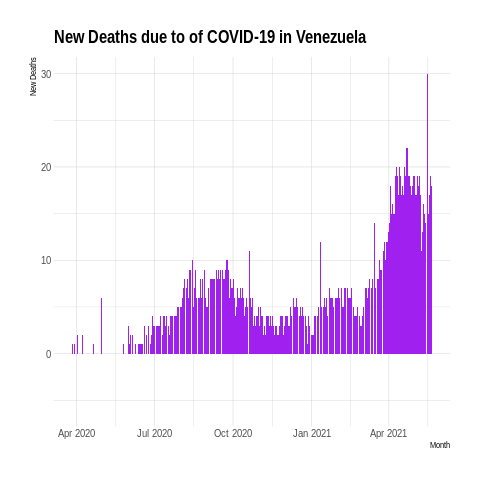 New Deaths due to of COVID-19 in Venezuela
New Deaths
30
20
10
0
Apr 2020 Jul 2020 Oct 2020 Jan 2021 Apr 2021
Month